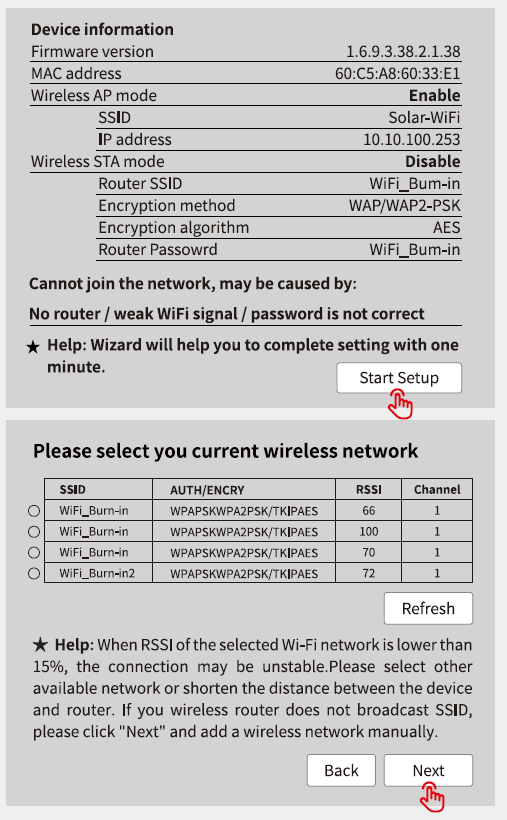 Device information
Firmware version 1.6.9.3.38.2.1.38
MAC address 60:C5:A8:60:33:E1
Wireless AP mode Enable
SSID Solar-WiFi
IP address 10.10.100.253
Wireless STA mode Disable
Router SSID WiFi_Bum-in
Encryption method WAP/WAP2-PSK
Encryption algorithm AES
Router Passowrd WiFi_Bum-in
Cannot join the network, may be caused by:
No router / weak WiFi signal / password is not correct
★ Help: Wizard will help you to complete setting with one
minute.
Start Setup
Please select you current wireless network
SSID AUTH/ENCRY RSSI Channel
WiFi_Burn-in WPAPSKWPA2PSK/TKIPAES 66 1
WiFi_Burn-in WPAPSKWPA2PSK/TKIPAES 100 1
WiFi_Burn-in WPAPSKWPA2PSK/TKIPAES 70 1
WiFi_Burn-in2 WPAPSKWPA2PSK/TKIPAES 72 1
Refresh
★ Help: When RSSI of the selected Wi-Fi network is lower than
15%, the connection may be unstable.Please select other
available network or shorten the distance between the device
and router. If you wireless router does not broadcast SSID,
please click "Next" and add a wireless network manually.
Back Next